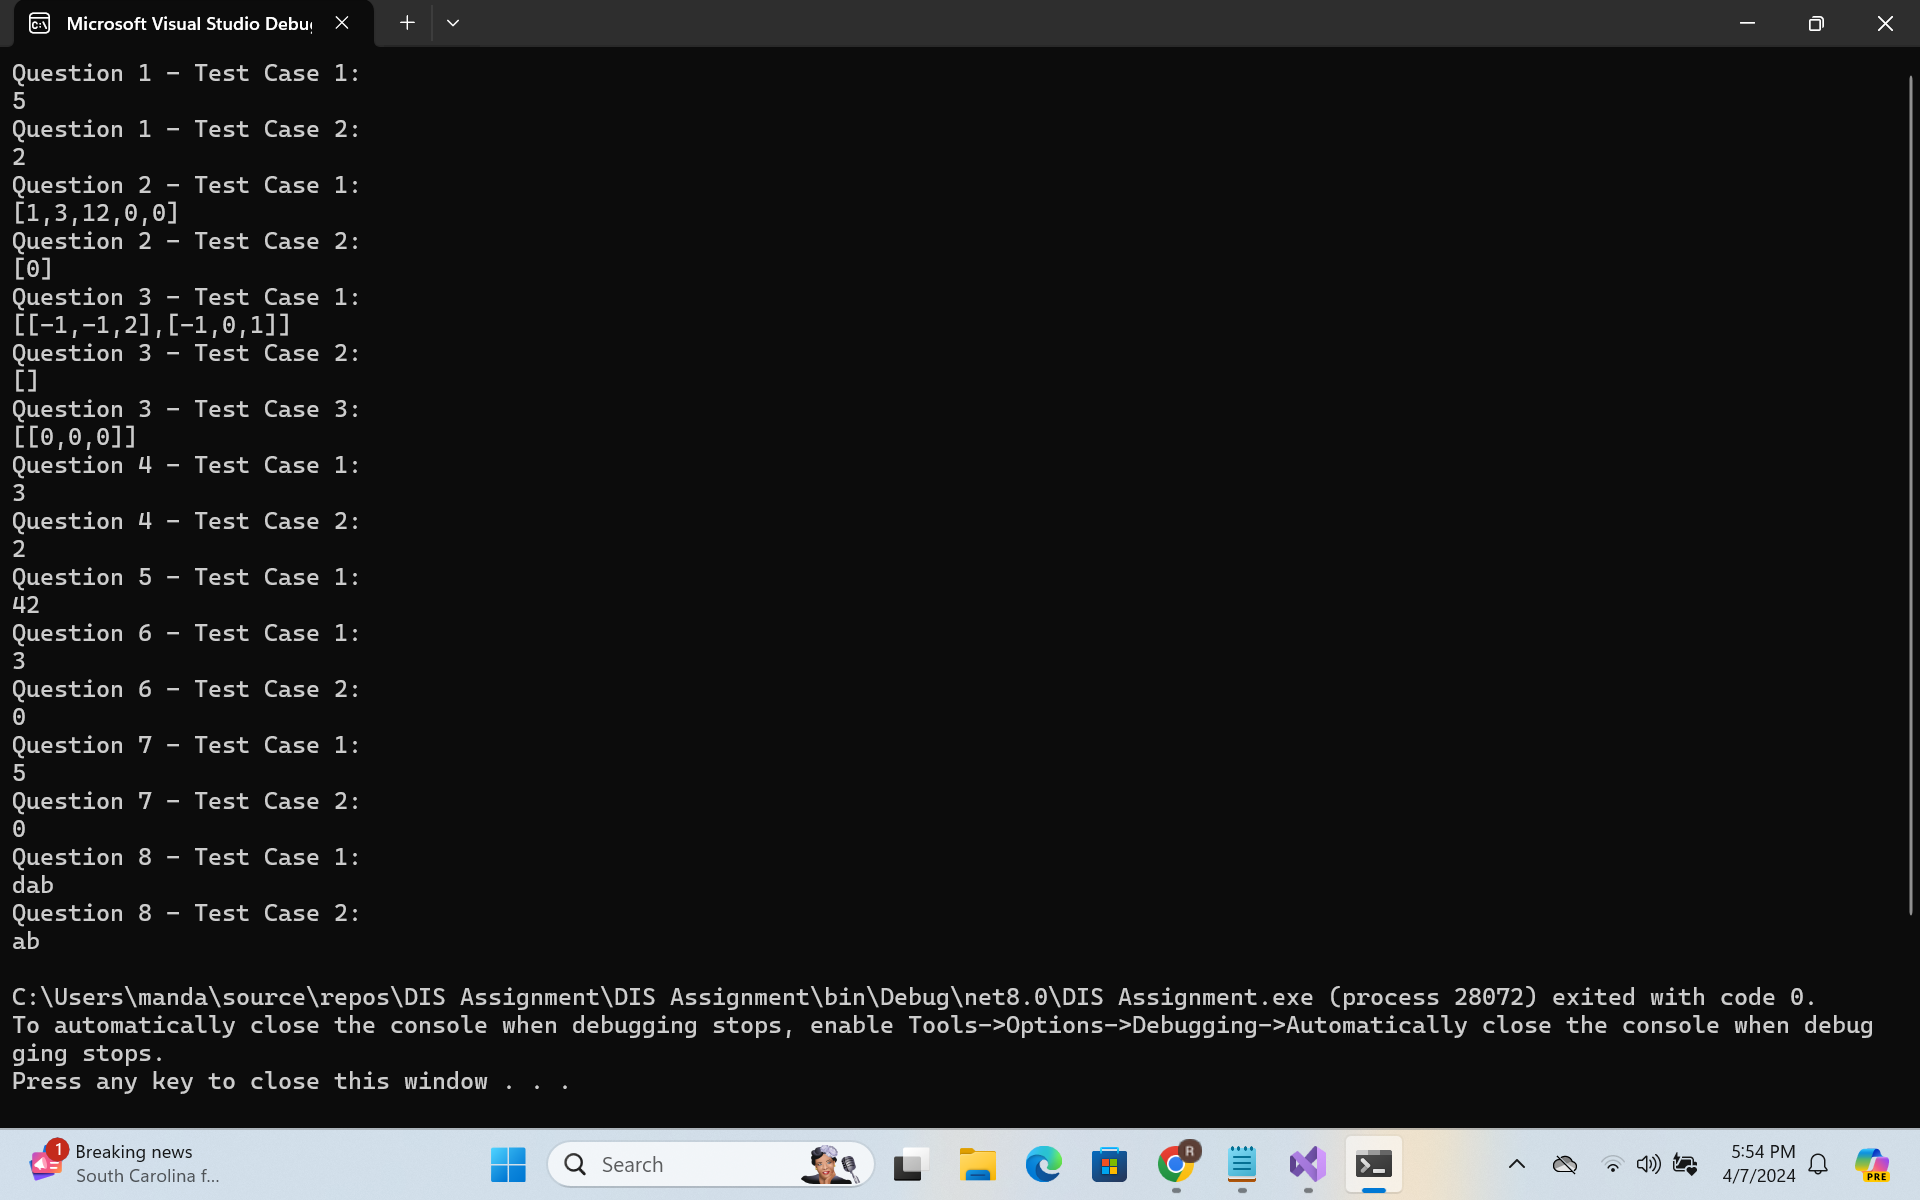 Microsoft Visual Studio Debu
Question 1 - Test Case 1:
5
Question 1 - Test Case 2:
2
Question 2 - Test Case 1:
[1,3,12,0,0]
Question 2 - Test Case 2:
[0]
Question 3 - Test Case 1:
[[-1,-1,2],[-1,0,1]]
Question 3 - Test Case 2:
[]
Question 3 - Test Case 3:
[[0,0,0]]
Question 4 - Test Case 1:
3
Question 4 - Test Case 2:
2
Question 5 - Test Case 1:
42
Question 6 - Test Case 1:
3
Question 6 - Test Case 2:
0
Question 7 - Test Case 1:
5
Question 7 - Test Case 2:
0
Question 8 - Test Case 1:
dab
Question 8 - Test Case 2:
ab
C:\Users\manda\source\repos\DIS Assignment\DIS Assignment\bin\Debug\net8.0\DIS Assignment.exe (process 28072) exited with code 0.
To automatically close the console when debugging stops, enable Tools->Options->Debugging->Automatically close the console when debug
ging stops.
Press any key to close this window . . .
1
Breaking news
South Carolina f...
Search
R
5:54 PM
4/7/2024
PRE